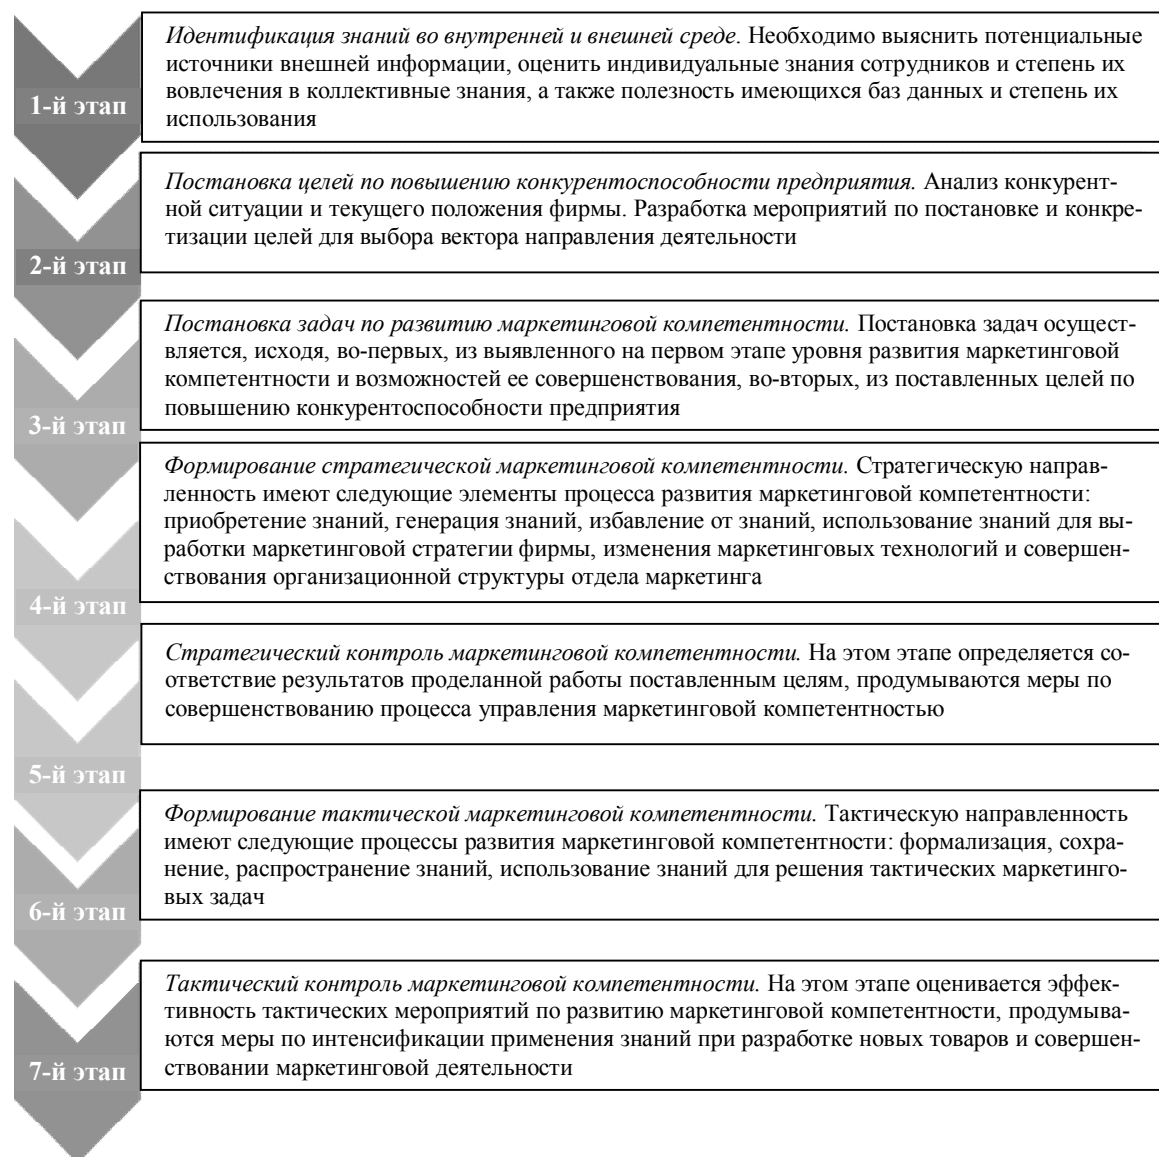 Идентификация знаний во внутренней и внешней среде. Необходимо выяснить потенциальные
источники внешней информации, оценить индивидуальные знания сотрудников и степень их
вовлечения в коллективные знания, а также полезность имеющихся баз данных и степень их
использования
1-й этап
Постановка целей по повышению конкурентоспособности предприятия. Анализ конкурент-
ной ситуации и текущего положения фирмы. Разработка мероприятий по постановке и конкре-
тизации целей для выбора вектора направления деятельности
2-й этап
Постановка задач по развитию маркетинговой компетентности. Постановка задач осущест-
вляется, исходя, во-первых, из выявленного на первом этапе уровня развития маркетинговой
компетентности и возможностей ее совершенствования, во-вторых, из поставленных целей по
повышению конкурентоспособности предприятия
3-й этап
Формирование стратегической маркетинговой компетентности. Стратегическую направ-
ленность имеют следующие элементы процесса развития маркетинговой компетентности:
приобретение знаний, генерация знаний, избавление от знаний, использование знаний для вы-
работки маркетинговой стратегии фирмы, изменения маркетинговых технологий и совершен-
ствования организационной структуры отдела маркетинга
4-й этап
Стратегический контроль маркетинговой компетентности. На этом этапе определяется со-
ответствие результатов проделанной работы поставленным целям, продумываются меры по
совершенствованию процесса управления маркетинговой компетентностью
5-й этап
Формирование тактической маркетинговой компетентности. Тактическую направленность
имеют следующие процессы развития маркетинговой компетентности: формализация, сохра-
нение, распространение знаний, использование знаний для решения тактических маркетинго-
вых задач
6-й этап
Тактический контроль маркетинговой компетентности. На этом этапе оценивается эффек-
тивность тактических мероприятий по развитию маркетинговой компетентности, продумыва-
ются меры по интенсификации применения знаний при разработке новых товаров и совершен-
ствовании маркетинговой деятельности
7-й этап